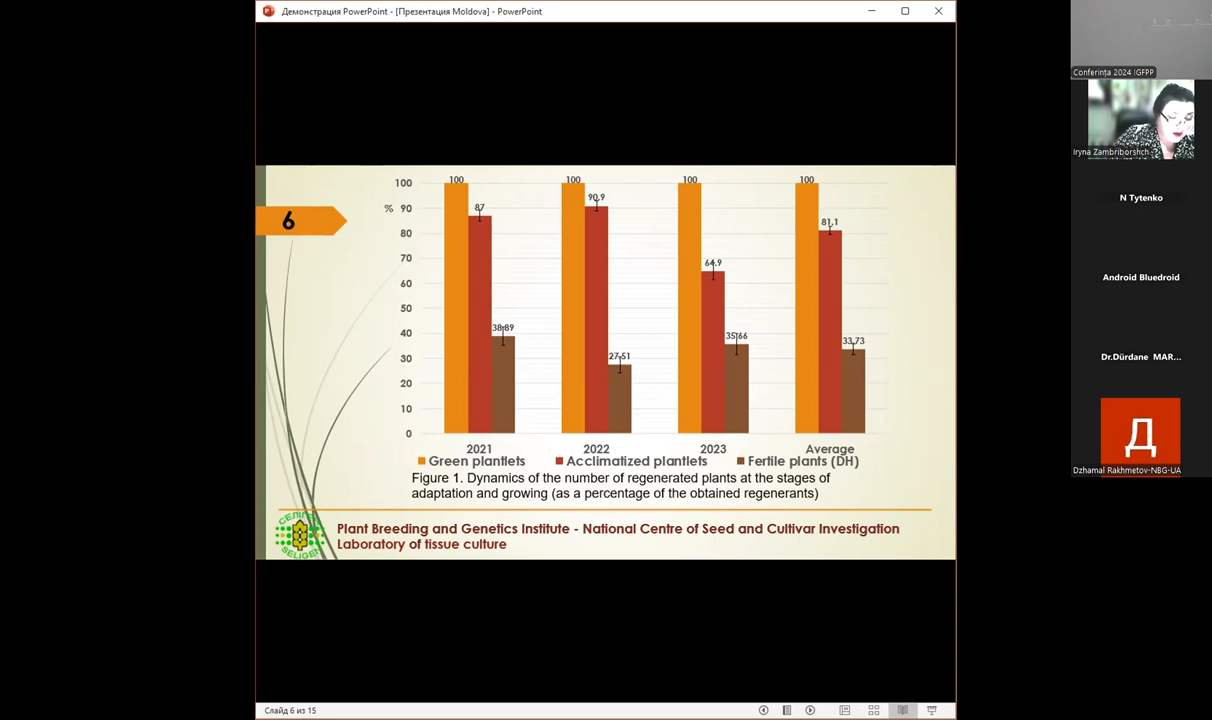 Демонстрация PowerPoint - [Презентация Moldova] - PowerPoint
6
%
100
90
80
70
60
50
40
30
20
10
0
100
87
38,89
100
90,9
27,51
100
64,9
35,66
100
81,1
33,73
2021
2022
2023
Average
Green plantlets
Acclimatized plantlets
Fertile plants (DH)
Figure 1. Dynamics of the number of regenerated plants at the stages of
adaptation and growing (as a percentage of the obtained regenerants)
СЕЛІГЕН
SELIGEN
Plant Breeding and Genetics Institute - National Centre of Seed and Cultivar Investigation
Laboratory of tissue culture
Слайд 6 из 15
Conferința 2024 IGFPP
Iryna Zambriborshch
N Tytenko
Android Bluedroid
Dr.Dürdane MAR...
Д
Dzhamal Rakhmetov-NBG-UA